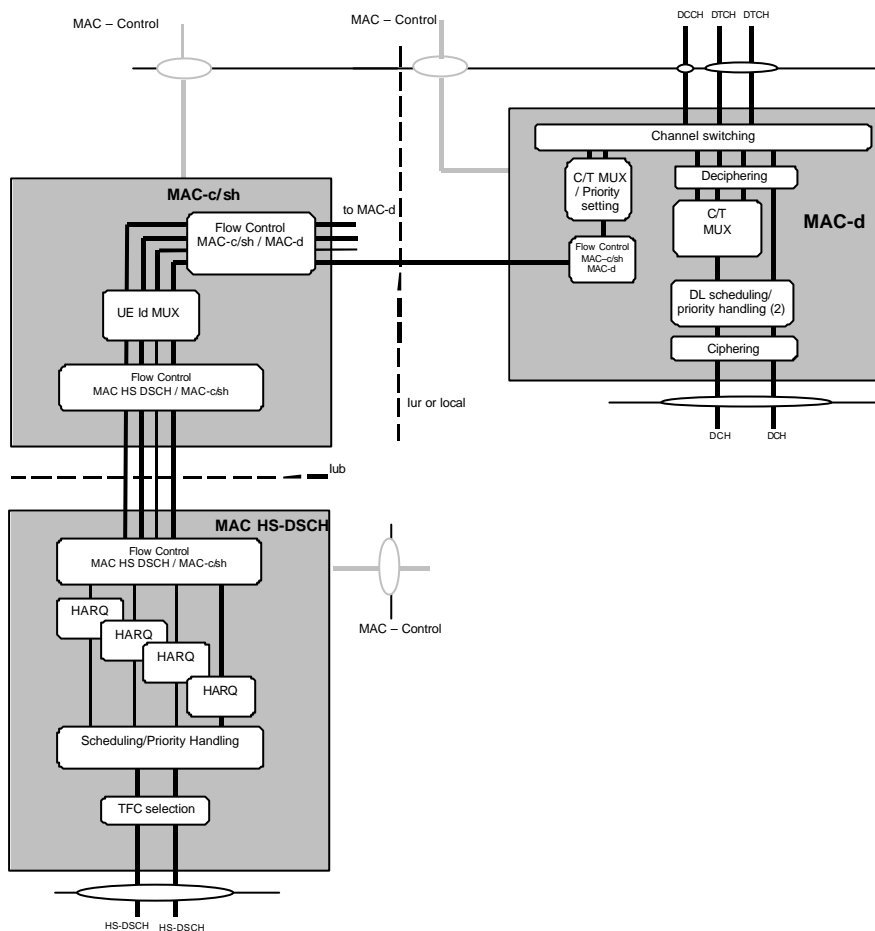 MAC – Control
MAC – Control
DCCH DTCH DTCH
Channel switching
MAC-c/sh
C/T MUX
/ Priority
setting
Deciphering
to MAC-d
Flow Control
MAC-c/sh / MAC-d
C/T
MUX
MAC-d
Flow Control
MAC–c/sh
MAC-d
UE Id MUX
DL scheduling/
priority handling (2)
Ciphering
Flow Control
MAC HS DSCH / MAC-c/sh
Iur or local
DCH DCH
Iub
MAC HS-DSCH
Flow Control
MAC HS DSCH / MAC-c/sh
HARQ
HARQ
HARQ
HARQ
MAC – Control
Scheduling/Priority Handling
TFC selection
HS-DSCH HS-DSCH